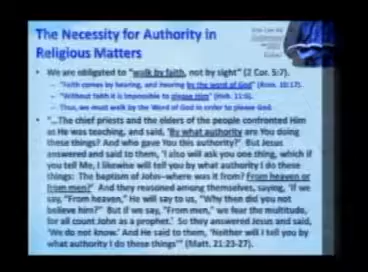 The Necessity for Authority in
Religious Matters
• We are obligated to "walk by faith, not by sight" (2 Cor. 5:7).
– "Faith comes by hearing, and hearing by the word of God" (Rom. 10:17).
– "Without faith it is impossible to please Him" (Heb. 11:6).
– Thus, we must walk by the Word of God in order to please God.
• "…The chief priests and the elders of the people confronted Him
as He was teaching, and said, 'By what authority are You doing
these things? And who gave You this authority?' But Jesus
answered and said to them, 'I also will ask you one thing, which if
you tell Me, I likewise will tell you by what authority I do these
things: The baptism of John–where was it from? From heaven or
from men?' And they reasoned among themselves, saying, 'If we
say, "From heaven," He will say to us, "Why then did you not
believe him?" But if we say, "From men," we fear the multitude,
for all count John as a prophet.' So they answered Jesus and said,
'We do not know.' And He said to them, 'Neither will I tell you by
what authority I do these things'" (Matt. 21:23-27).